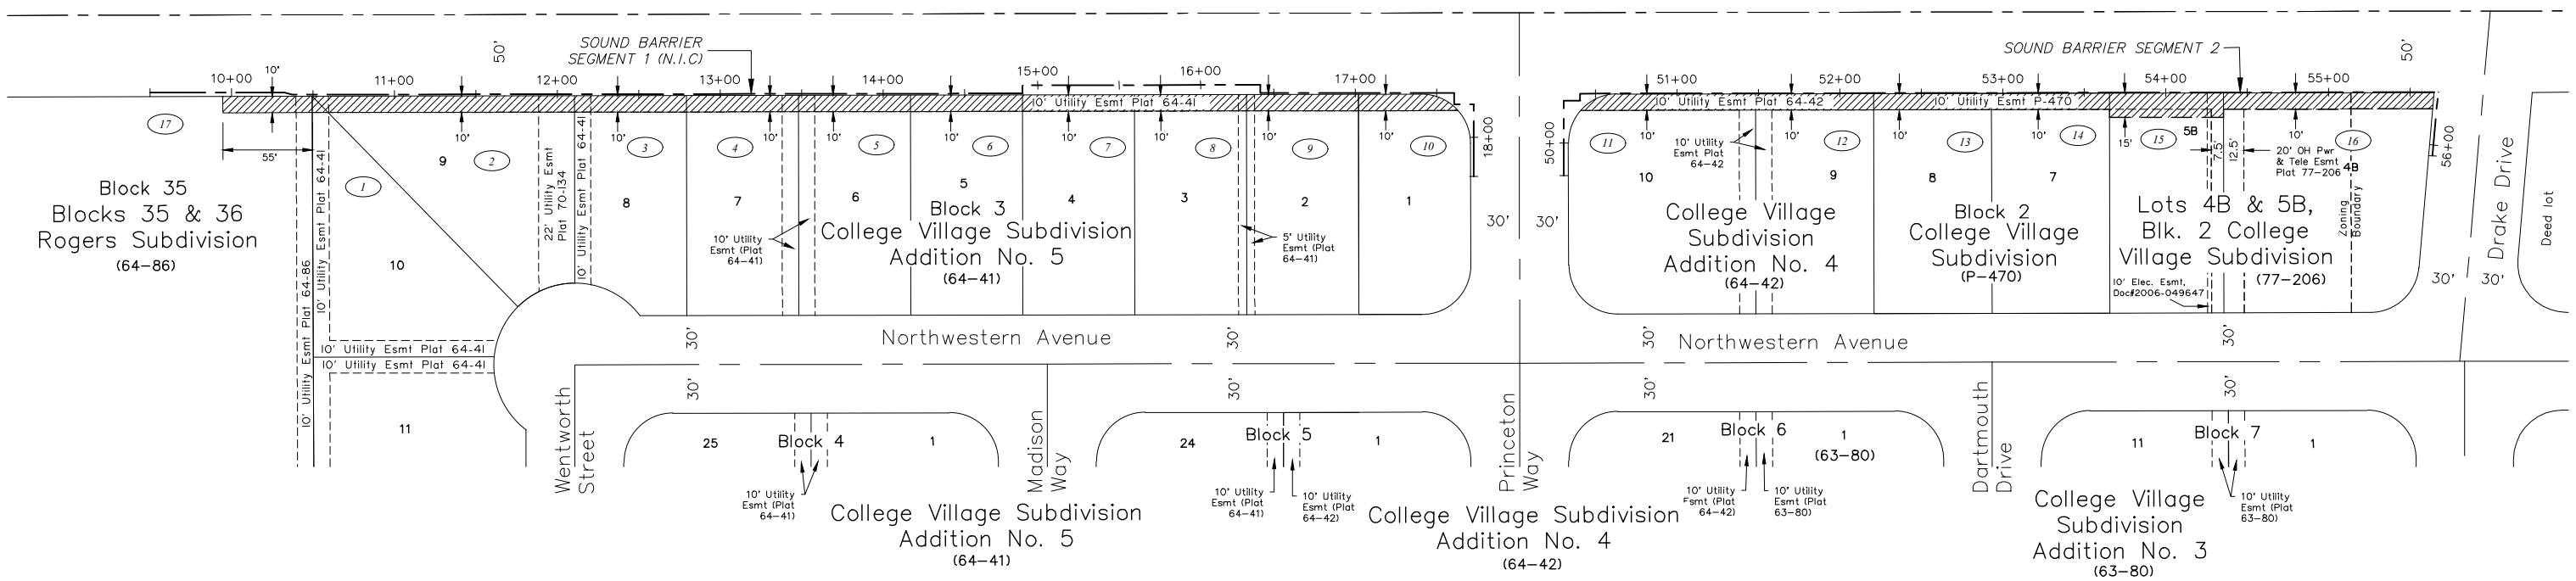 50'
SOUND BARRIER
SEGMENT 1 (N.I.C)
SOUND BARRIER SEGMENT 2
50'
10+00
10'
11+00
12+00
13+00
14+00
15+00
16+00
17+00
18+00
50+00
51+00
52+00
53+00
54+00
55+00
56+00
10' Utility Esmt Plat 64-41
10' Utility Esmt Plat 64-42
10' Utility Esmt P-470
10'
10'
10'
10'
10'
10'
10'
10'
10'
10'
10'
10'
10'
10'
15'
10'
17
55'
1
2
3
4
5
6
7
8
9
10
11
12
13
14
15
16
5B
7.5'
12.5'
20' OH Pwr
& Tele Esmt
Plat 77-206
4B
Zoning
Boundary
Block 35
Blocks 35 & 36
Rogers Subdivision
(64-86)
10' Utility Esmt Plat 64-86
10' Utility Esmt Plat 64-41
9
10
22' Utility Esmt
Plat 70-134
10' Utility Esmt Plat 64-41
8
7
10' Utility
Esmt (Plat
64-41)
6
5
4
3
2
1
Block 3
College Village Subdivision
Addition No. 5
(64-41)
5' Utility
Esmt (Plat
64-41)
30'
30'
10' Utility
Esmt Plat
64-42
10
9
College Village
Subdivision
Addition No. 4
(64-42)
8
7
Block 2
College Village
Subdivision
(P-470)
Lots 4B & 5B,
Blk. 2 College
Village Subdivision
(77-206)
10' Elec. Esmt,
Doc#2006-049647
30'
30'
Drake Drive
Deed lot
10' Utility Esmt Plat 64-41
10' Utility Esmt Plat 64-41
30'
Northwestern Avenue
30'
30'
Northwestern Avenue
30'
30'
30'
30'
30'
11
Wentworth
Street
25
Block 4
1
Madison
Way
24
Block 5
1
Princeton
Way
21
Block 6
1
(63-80)
Dartmouth
Drive
11
Block 7
1
10' Utility
Esmt (Plat
64-41)
10' Utility
Esmt (Plat
64-41)
10' Utility
Esmt (Plat
64-42)
10' Utility
Esmt (Plat
64-42)
10' Utility
Esmt (Plat
63-80)
10' Utility
Esmt (Plat
63-80)
College Village Subdivision
Addition No. 5
(64-41)
College Village Subdivision
Addition No. 4
(64-42)
College Village
Subdivision
Addition No. 3
(63-80)